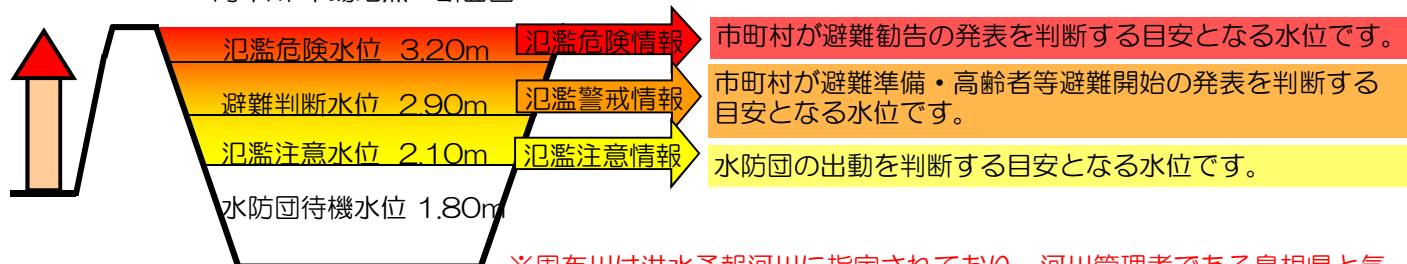 氾濫危険水位 3.20m
氾濫危険情報
市町村が避難勧告の発表を判断する目安となる水位です。
避難判断水位 2.90m
氾濫警戒情報
市町村が避難準備・高齢者等避難開始の発表を判断する
目安となる水位です。
氾濫注意水位 2.10m
氾濫注意情報
水防団の出動を判断する目安となる水位です。
水防団待機水位 1.80m